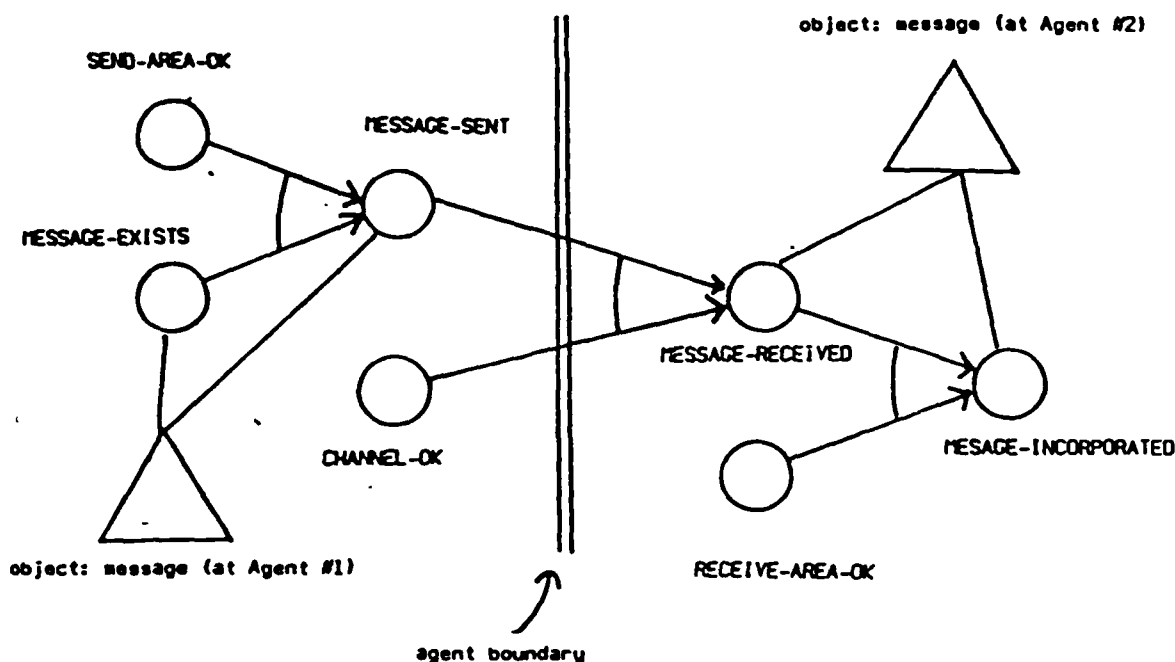 object: message (at Agent #2)
SEND-AREA-OK
MESSAGE-SENT
MESSAGE-EXISTS
MESSAGE-RECEIVED
CHANNEL-OK
MESAGE-INCORPORATED
object: message (at Agent #1)
RECEIVE-AREA-OK
agent boundary